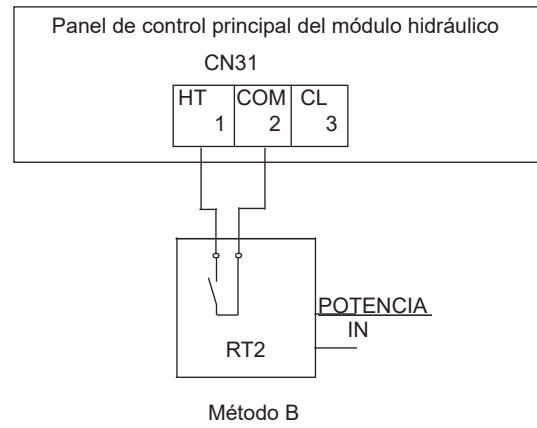 Panel de control principal del módulo hidráulico
CN31
HT COM CL
1 2 3
POTENCIA
IN
RT2
Método B